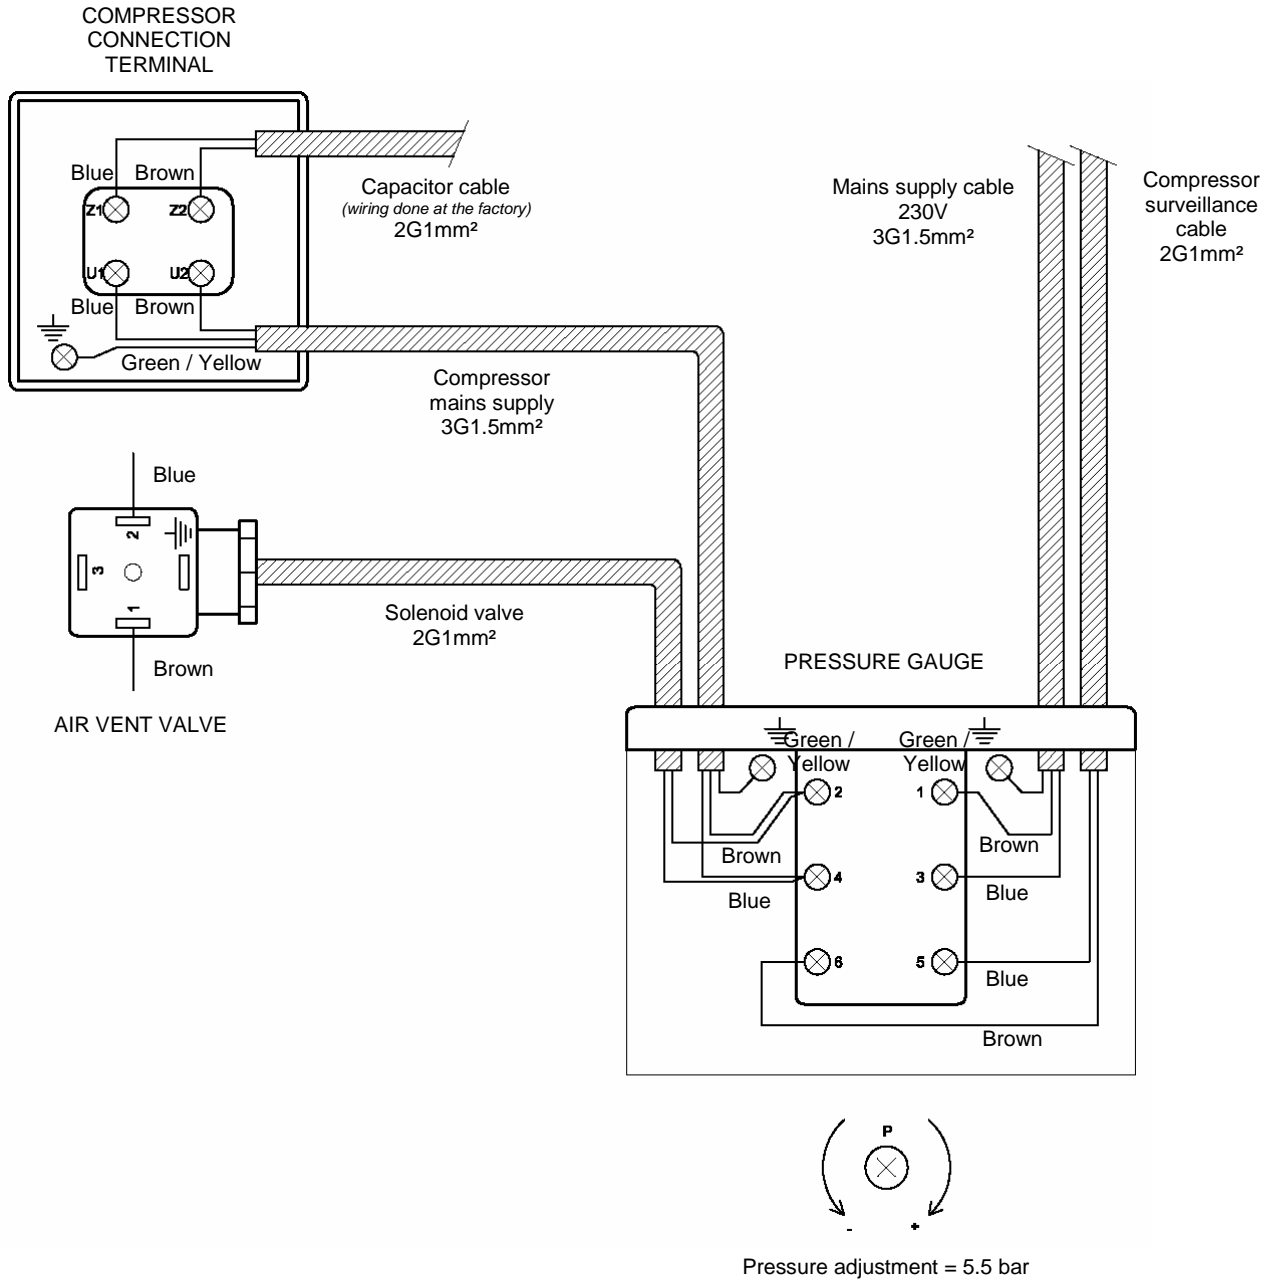 COMPRESSOR
CONNECTION
TERMINAL
Blue
Brown
Z1
Z2
U1
U2
Blue
Brown
Green / Yellow
Capacitor cable
(wiring done at the factory)
2G1mm²
Mains supply cable
230V
3G1.5mm²
Compressor
surveillance
cable
2G1mm²
Compressor
mains supply
3G1.5mm²
Blue
2
3
1
Brown
AIR VENT VALVE
Solenoid valve
2G1mm²
PRESSURE GAUGE
Green /
Yellow
Green /
Yellow
2
1
Brown
Brown
4
3
Blue
Blue
6
5
Blue
Brown
P
-
+
Pressure adjustment = 5.5 bar